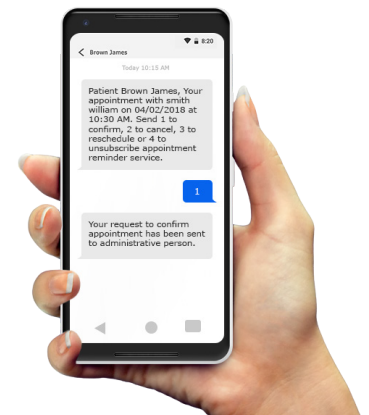 8:20
Brown James
Today 10:15 AM
Patient Brown James, Your
appointment with smith
william on 04/02/2018 at
10:30 AM. Send 1 to
confirm, 2 to cancel, 3 to
reschedule or 4 to
unsubscribe appointment
reminder service.
1
Your request to confirm
appointment has been sent
to administrative person.